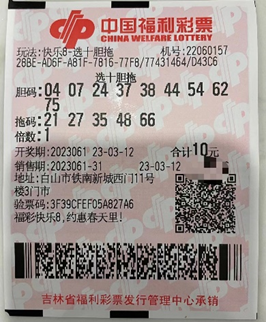 中国福利彩票
CHINA WELFARE LOTTERY
玩法:快乐8-选十胆拖 机号:22060157
28BE-AD6F-A81F-7816-77FB/77431464/D43C6
选十胆拖
胆码: 04 07 24 37 38 44 54 62
75
拖码: 21 27 35 48 66
倍数: 1
开奖期:2023061 23-03-12 合计10元
销售期:2023061-31 23-03-12
地址:白山市铁南新城西门11号
楼3门市
验票码:3F39CFEF05A827A6
福彩快乐8,约惠春天里!
吉林省福利彩票发行管理中心承销